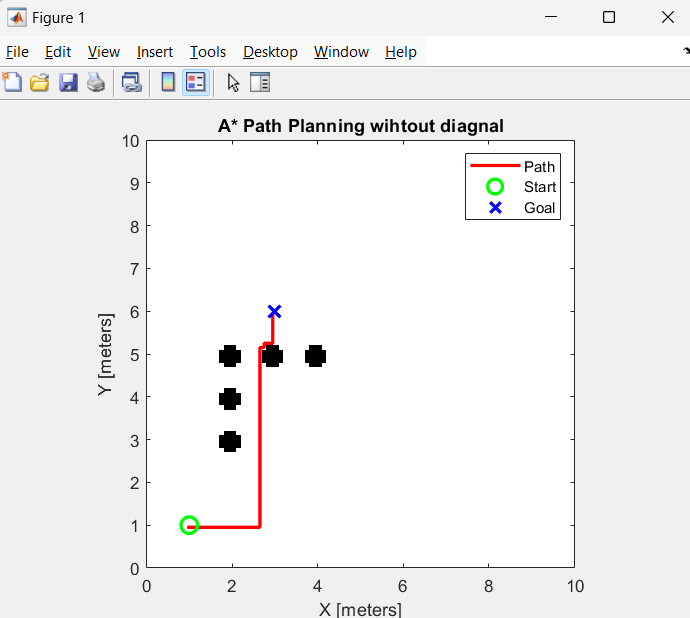 Figure 1
File Edit View Insert Tools Desktop Window Help
A* Path Planning wihtout diagnal
Path
Start
Goal
10
9
8
7
6
5
4
3
2
1
0
Y [meters]
0 2 4 6 8 10
X [meters]